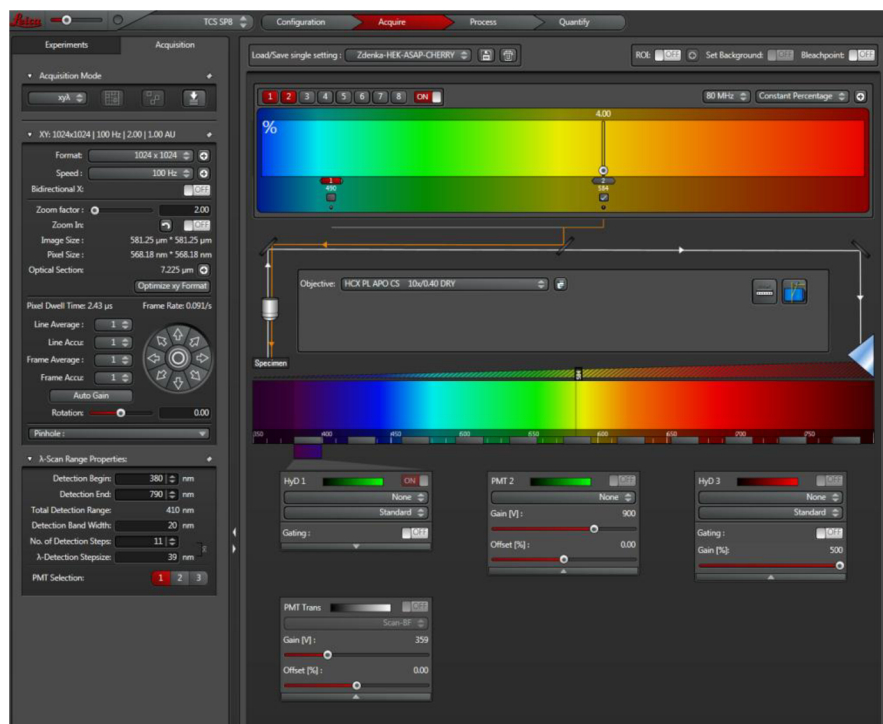 Leica
TCS SP8
Configuration
Acquire
Process
Quantify
Experiments
Acquisition
Acquisition Mode
xyλ
XY: 1024x1024 | 100 Hz | 2.00 | 1.00 AU
Format: 1024 x 1024
Speed : 100 Hz
Bidirectional X: OFF
Zoom factor : 2.00
Zoom In: OFF
Image Size : 581.25 µm * 581.25 µm
Pixel Size : 568.18 nm * 568.18 nm
Optical Section: 7.225 µm
Optimize xy Format
Pixel Dwell Time: 2.43 µs Frame Rate: 0.091/s
Line Average : 1
Line Accu: 1
Frame Average : 1
Frame Accu: 1
Auto Gain
Rotation: 0.00
Pinhole :
λ-Scan Range Properties:
Detection Begin: 380 nm
Detection End: 790 nm
Total Detection Range: 410 nm
Detection Band Width: 20 nm
No. of Detection Steps: 11
λ-Detection Stepsize: 39 nm
PMT Selection: 1 2 3
Load/Save single setting : Zdenka-HEK-ASAP-CHERRY
ROI: OFF Set Background: OFF Bleachpoint: OFF
1 2 3 4 5 6 7 8 ON
80 MHz Constant Percentage
%
4.00
1
490
2
584
Objective: HCX PL APO CS 10x/0.40 DRY
Specimen
584
350 400 450 500 550 600 650 700 750
HyD 1 ON
None
Standard
Gating : OFF
PMT 2 OFF
None
Gain [V] : 900
Offset [%] : 0.00
HyD 3 OFF
None
Standard
Gating : OFF
Gain [%]: 500
PMT Trans OFF
Scan-BF
Gain [V] : 359
Offset [%] : 0.00